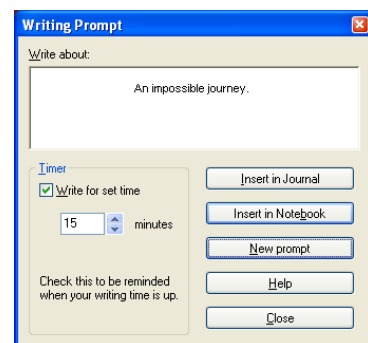 Writing Prompt
Write about:
An impossible journey.
Timer
Write for set time
15 minutes
Check this to be reminded
when your writing time is up.
Insert in Journal
Insert in Notebook
New prompt
Help
Close